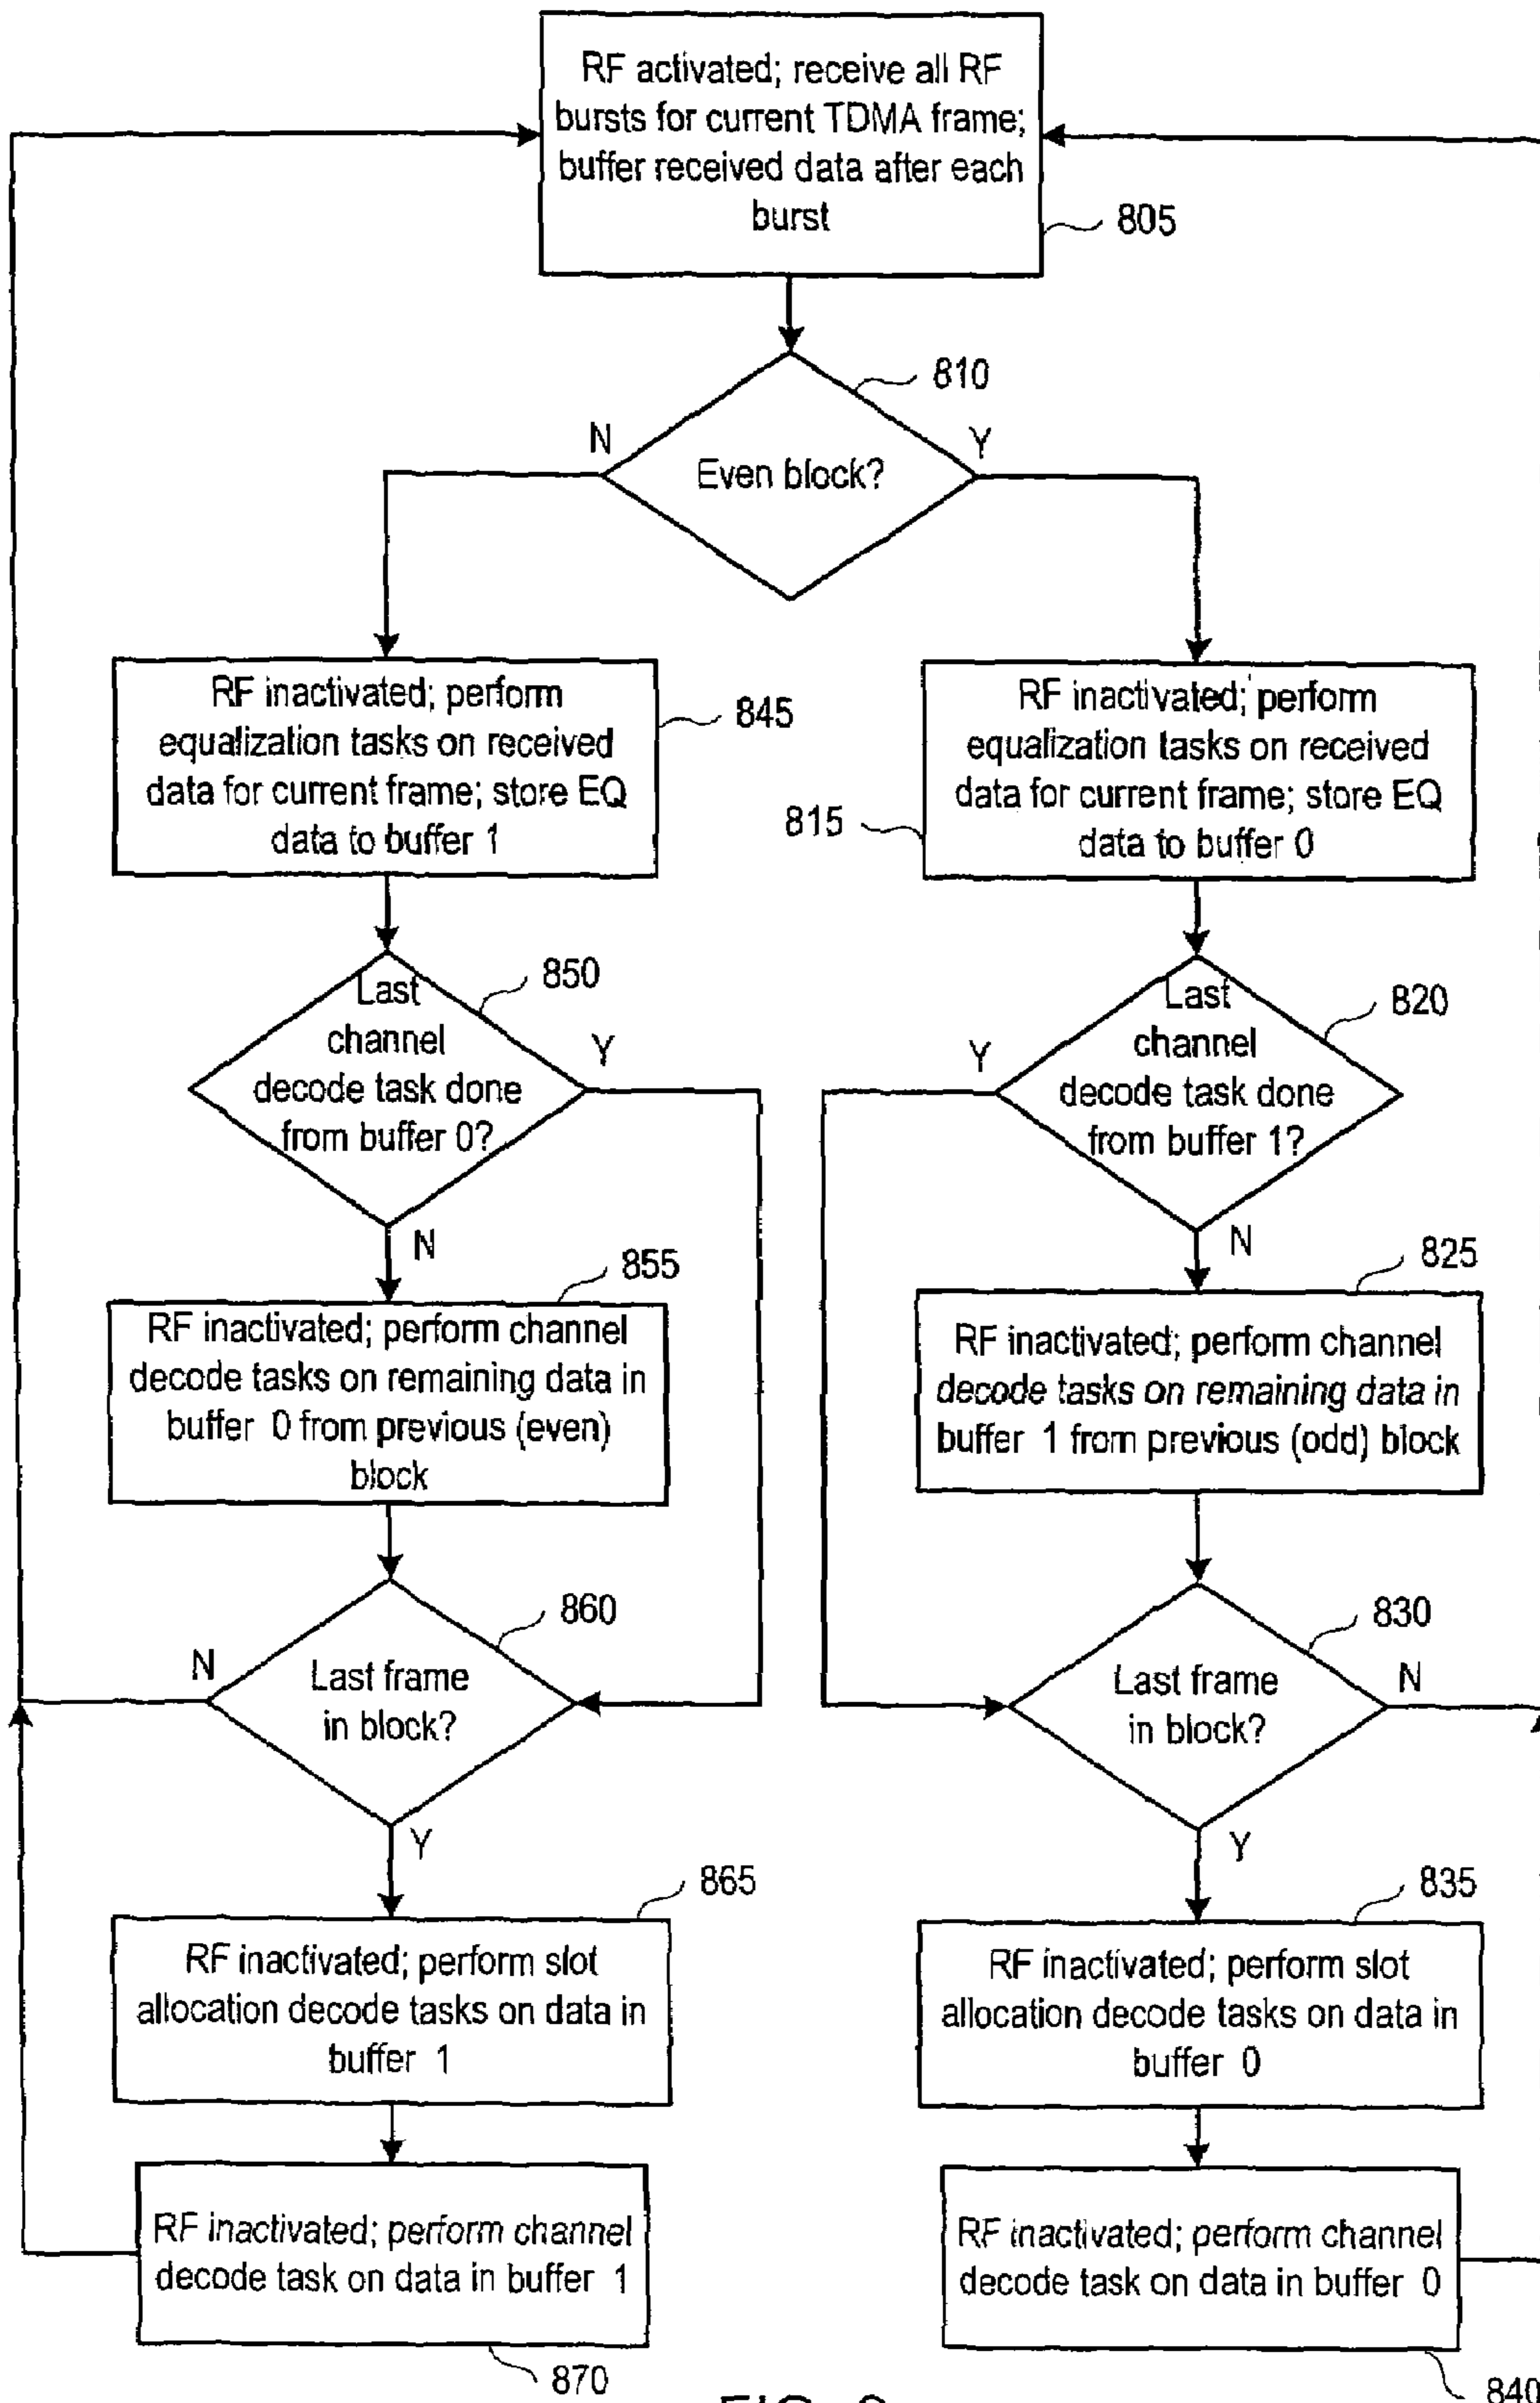 RF activated; receive all RF
bursts for current TDMA frame;
buffer received data after each
burst
805
810
N
Y
Even block?
RF inactivated; perform
equalization tasks on received
data for current frame; store EQ
data to buffer 1
845
RF inactivated; perform
equalization tasks on received
data for current frame; store EQ
data to buffer 0
815
850
Last
channel
decode task done
from buffer 0?
Y
N
820
Last
channel
decode task done
from buffer 1?
Y
N
855
RF inactivated; perform channel
decode tasks on remaining data in
buffer 0 from previous (even)
block
825
RF inactivated; perform channel
decode tasks on remaining data in
buffer 1 from previous (odd) block
860
N
Last frame
in block?
Y
830
Last frame
in block?
N
Y
865
RF inactivated; perform slot
allocation decode tasks on data in
buffer 1
835
RF inactivated; perform slot
allocation decode tasks on data in
buffer 0
RF inactivated; perform channel
decode task on data in buffer 1
870
RF inactivated; perform channel
decode task on data in buffer 0
840